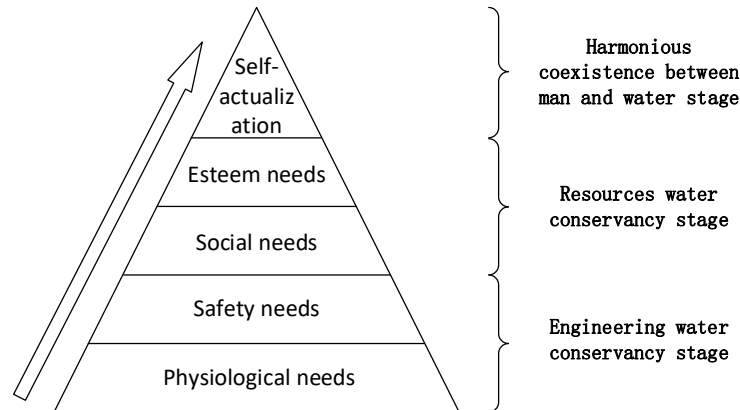 Self-
actualiz
ation
Esteem needs
Social needs
Safety needs
Physiological needs
Harmonious
coexistence between
man and water stage
Resources water
conservancy stage
Engineering water
conservancy stage